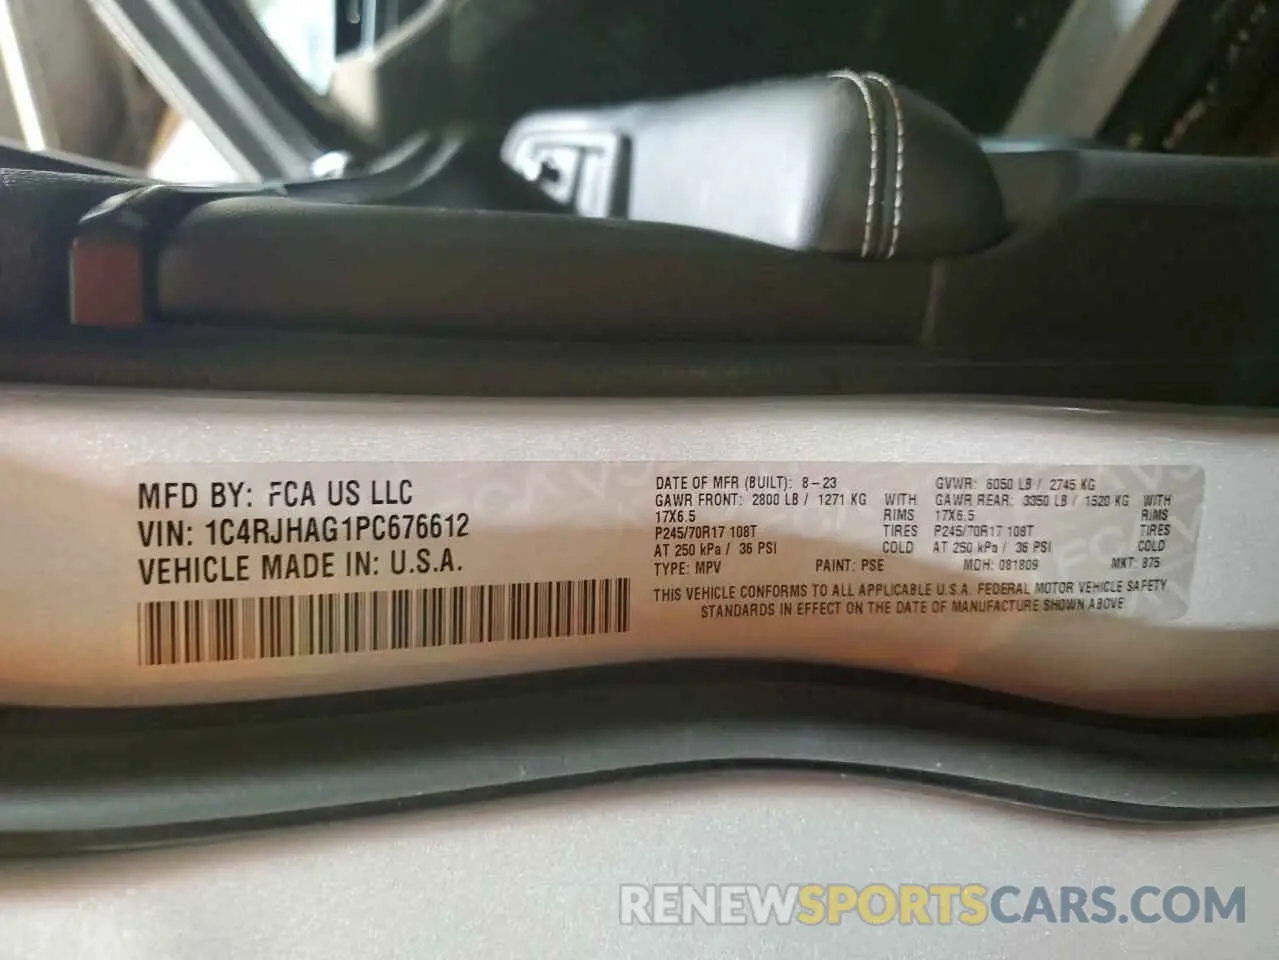 MFD BY: FCA US LLC
VIN: 1C4RJHAG1PC676612
VEHICLE MADE IN: U.S.A.
DATE OF MFR (BUILT): 8-23 GVWR: 6050 LB / 2745 KG
GAWR FRONT: 2800 LB / 1271 KG WITH GAWR REAR: 3350 LB / 1520 KG WITH
17X6.5 RIMS 17X6.5 RIMS
P245/70R17 108T TIRES P245/70R17 108T TIRES
AT 250 kPa / 36 PSI COLD AT 250 kPa / 36 PSI COLD
TYPE: MPV PAINT: PSE MDH: 081809 MKT: 875
THIS VEHICLE CONFORMS TO ALL APPLICABLE U.S.A. FEDERAL MOTOR VEHICLE SAFETY
STANDARDS IN EFFECT ON THE DATE OF MANUFACTURE SHOWN ABOVE
RENEWSPORTSCARS.COM